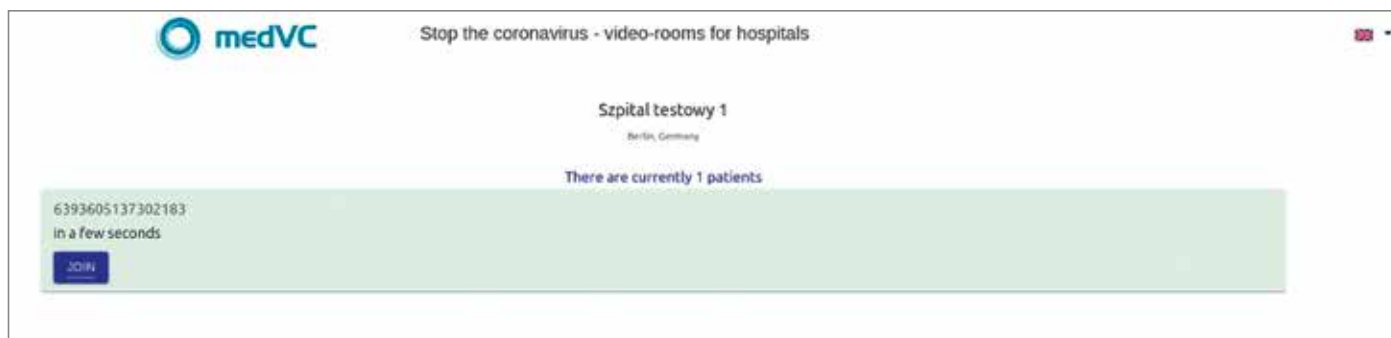 medVC
Stop the coronavirus - video-rooms for hospitals
Szpital testowy 1
Berlin, Germany
There are currently 1 patients
6393605137302183
in a few seconds
JOIN